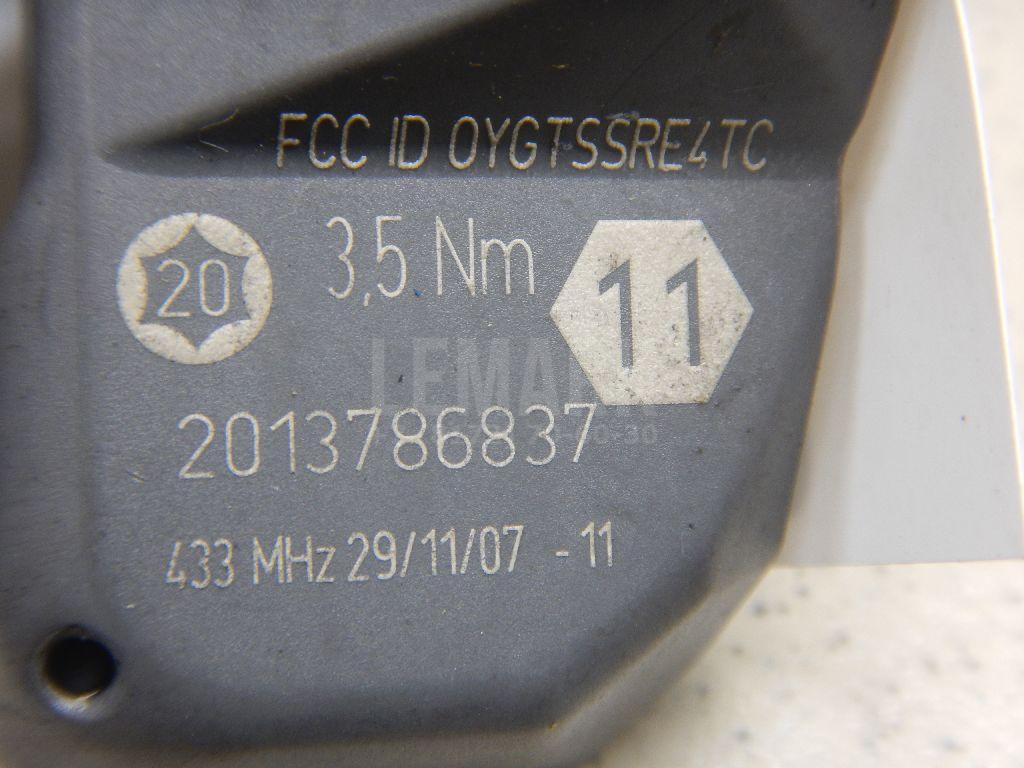 FCC ID OYGTSSRE4TC
20 3,5 Nm 11
2013786837
433 MHz 29/11/07 - 11